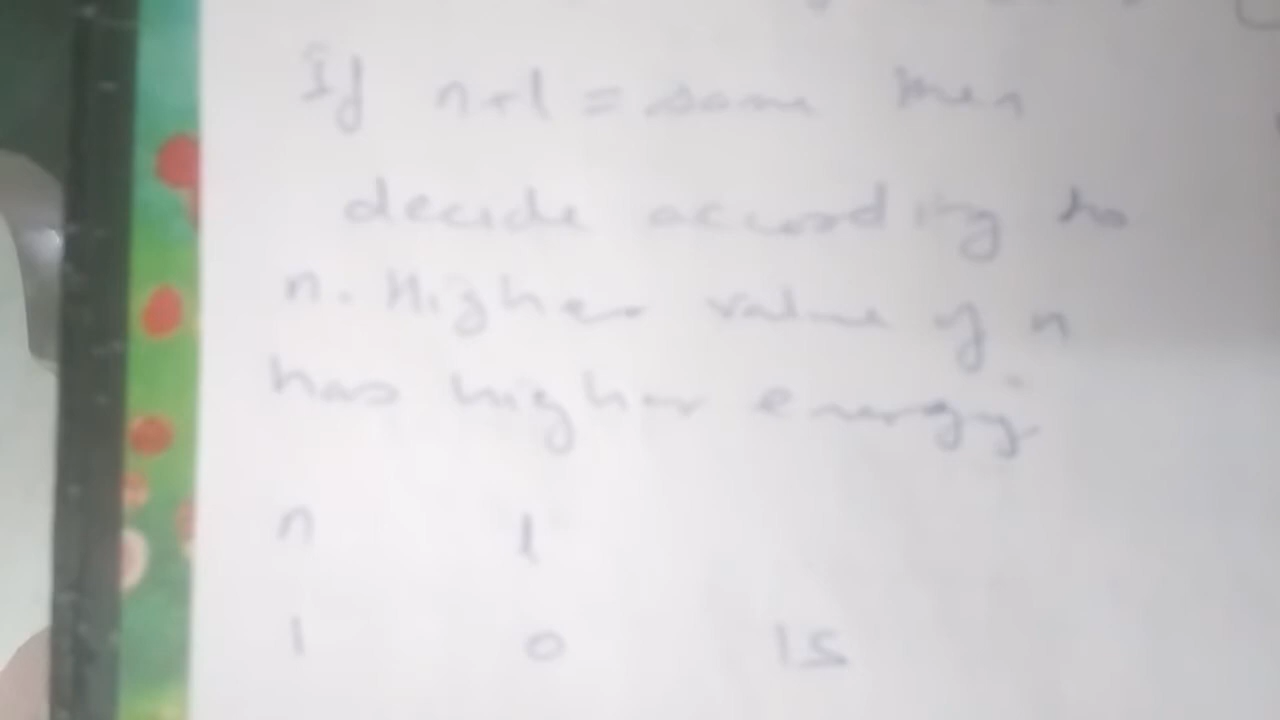 If n+l = same then
decide according to
n. Higher value of n
has higher energy.
n l
1 0 1s